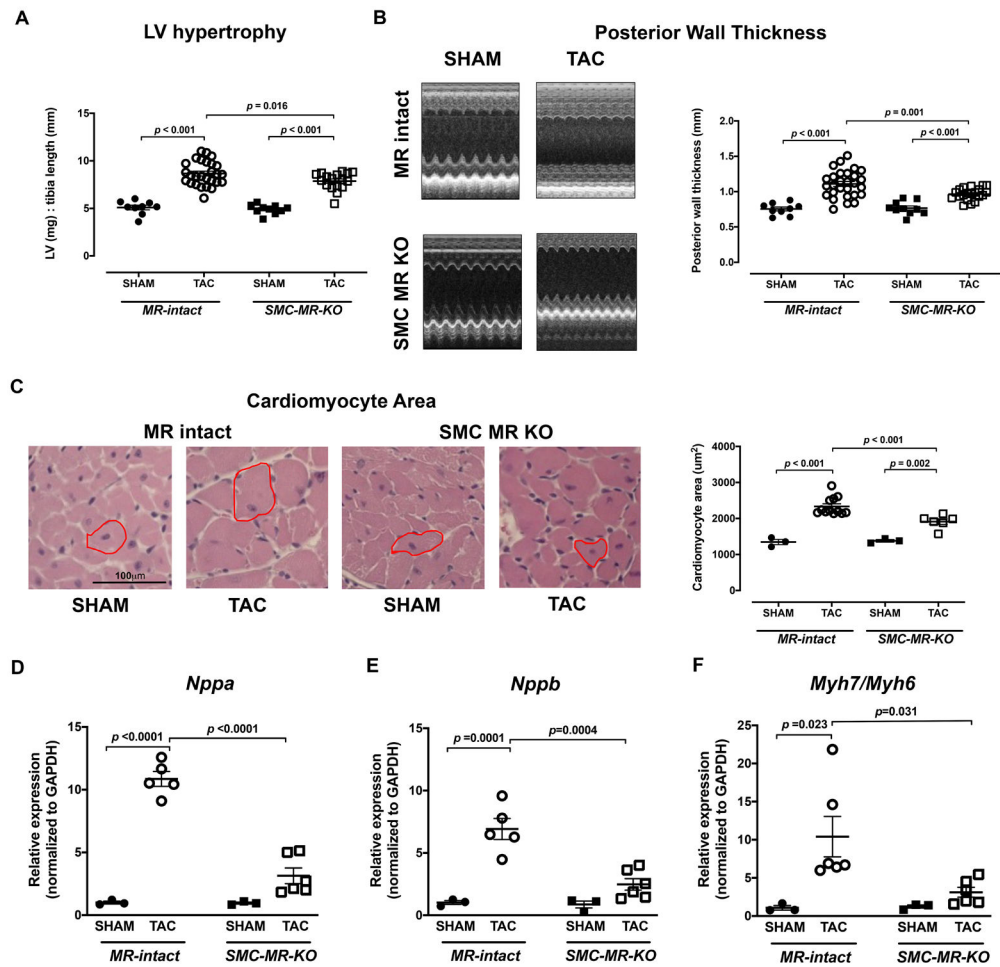 A
LV hypertrophy
LV (mg) : tibia length (mm)
15
10
5
0
p < 0.001
p = 0.016
p < 0.001
SHAM
TAC
SHAM
TAC
MR-intact
SMC-MR-KO
B
Posterior Wall Thickness
SHAM
TAC
MR intact
SMC MR KO
Posterior wall thickness (mm)
2.0
1.5
1.0
0.5
0.0
p < 0.001
p = 0.001
p < 0.001
SHAM
TAC
SHAM
TAC
MR-intact
SMC-MR-KO
C
Cardiomyocyte Area
MR intact
SMC MR KO
100µm
SHAM
TAC
SHAM
TAC
Cardiomyocyte area (um²)
4000
3000
2000
1000
0
p < 0.001
p < 0.001
p = 0.002
SHAM
TAC
SHAM
TAC
MR-intact
SMC-MR-KO
D
Nppa
Relative expression
(normalized to GAPDH)
15
10
5
0
p <0.0001
p <0.0001
SHAM
TAC
SHAM
TAC
MR-intact
SMC-MR-KO
E
Nppb
Relative expression
(normalized to GAPDH)
15
10
5
0
p =0.0001
p=0.0004
SHAM
TAC
SHAM
TAC
MR-intact
SMC-MR-KO
F
Myh7/Myh6
Relative expression
(normalized to GAPDH)
25
20
15
10
5
0
p =0.023
p=0.031
SHAM
TAC
SHAM
TAC
MR-intact
SMC-MR-KO